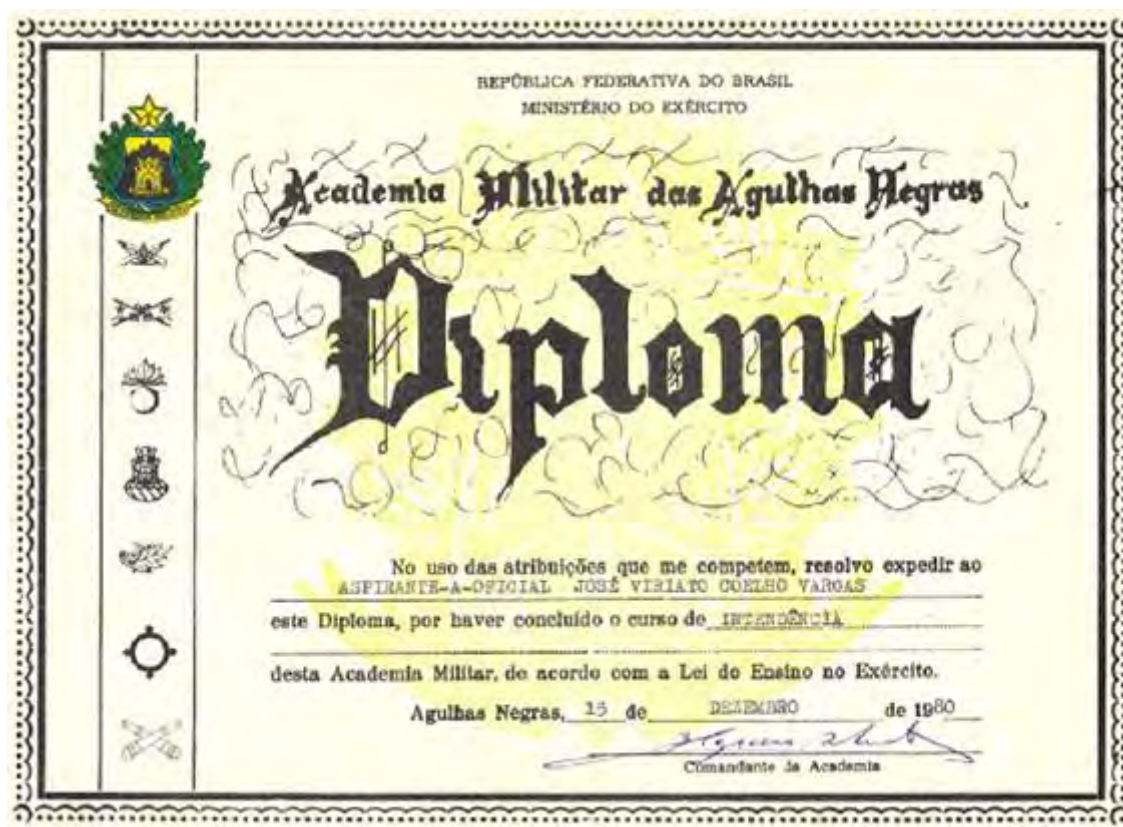 REPÚBLICA FEDERATIVA DO BRASIL
MINISTÉRIO DO EXÉRCITO
Academia Militar das Agulhas Negras
Diploma
No uso das atribuições que me competem, resolvo expedir ao
ASPIRANTE-A-OFICIAL JOSÉ VIRIATO COELHO VARGAS
este Diploma, por haver concluído o curso de INTENDÊNCIA
desta Academia Militar, de acordo com a Lei do Ensino no Exército.
Agulhas Negras, 15 de DEZEMBRO de 1980
Comandante da Academia